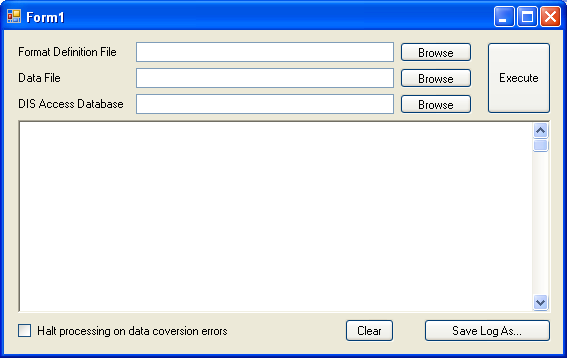 Form1
Format Definition File
Browse
Execute
Data File
Browse
DIS Access Database
Browse
Halt processing on data coversion errors
Clear
Save Log As...